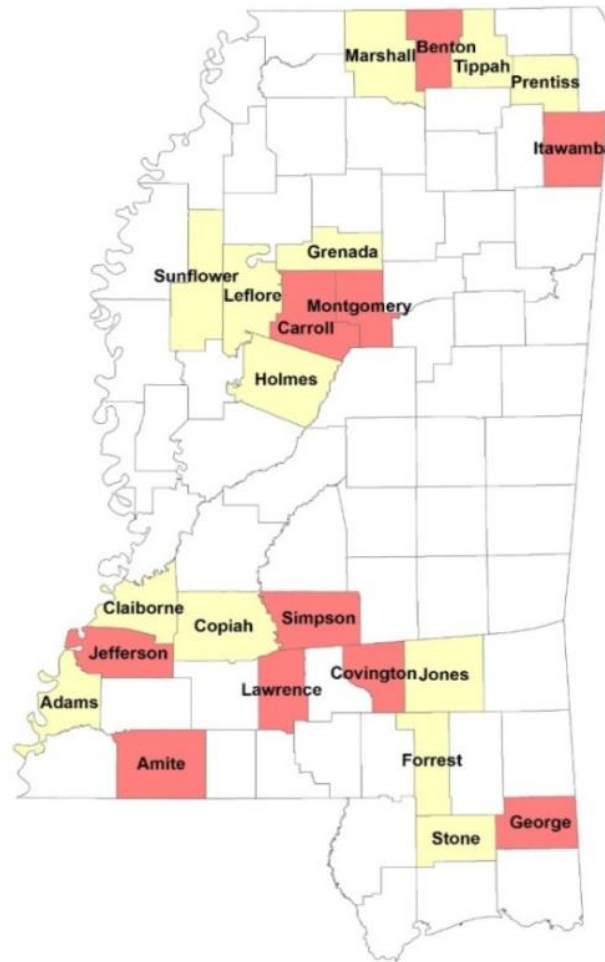 Marshall
Benton
Tippah
Prentiss
Itawamba
Grenada
Sunflower
Leflore
Montgomery
Carroll
Holmes
Claiborne
Copiah
Simpson
Jefferson
Covington
Jones
Lawrence
Adams
Amite
Forrest
George
Stone